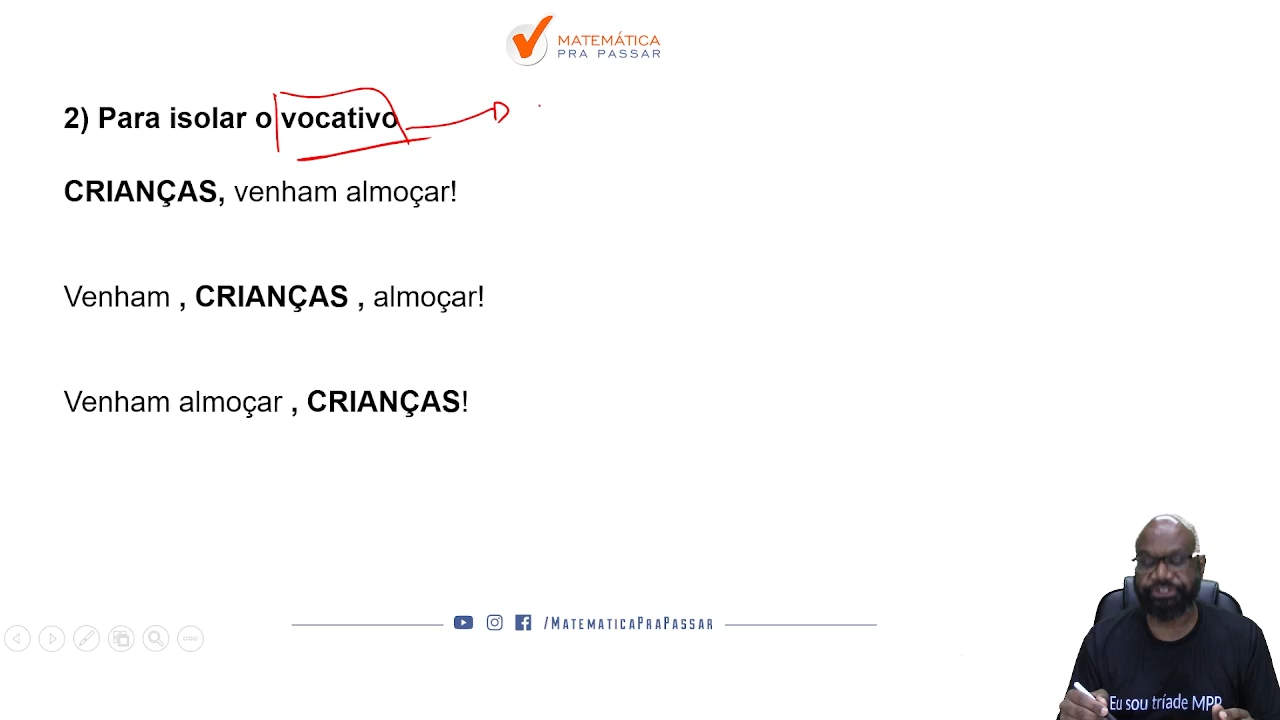 MATEMÁTICA
PRA PASSAR
2) Para isolar o vocativo
CRIANÇAS, venham almoçar!
Venham , CRIANÇAS , almoçar!
Venham almoçar , CRIANÇAS!
/MATEMATICAPRAPASSAR
Eu sou tríade MPP